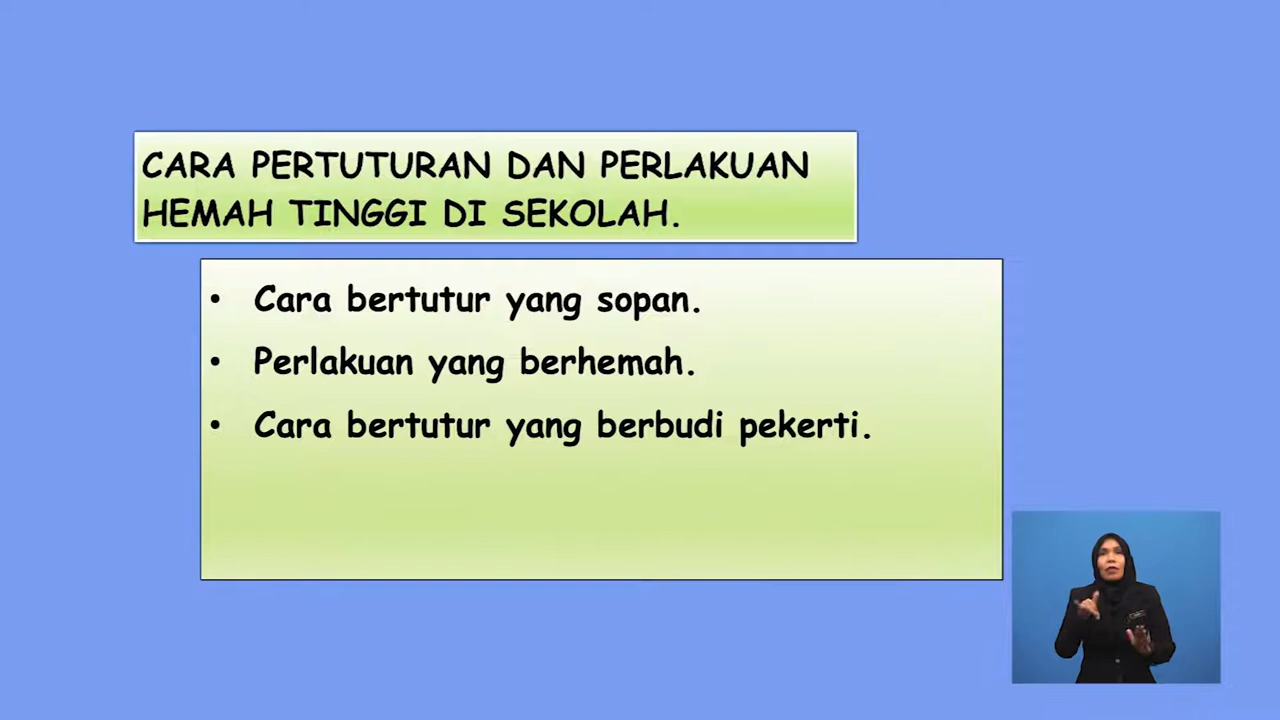 CARA PERTUTURAN DAN PERLAKUAN
HEMAH TINGGI DI SEKOLAH.
• Cara bertutur yang sopan.
• Perlakuan yang berhemah.
• Cara bertutur yang berbudi pekerti.